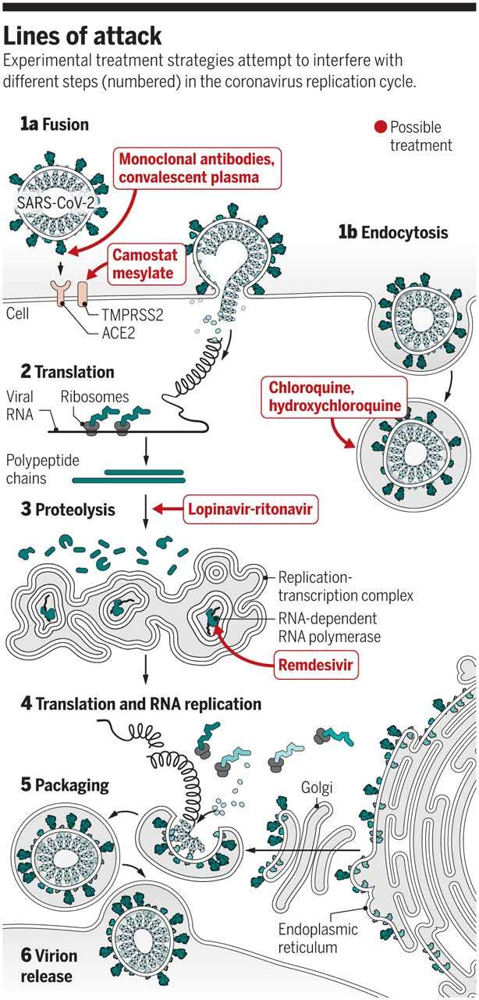 Lines of attack
Experimental treatment strategies attempt to interfere with
different steps (numbered) in the coronavirus replication cycle.
1a Fusion
Possible
treatment
Monoclonal antibodies,
convalescent plasma
SARS-CoV-2
1b Endocytosis
Camostat
mesylate
Cell
TMPRSS2
ACE2
2 Translation
Viral
RNA
Ribosomes
Chloroquine,
hydroxychloroquine
Polypeptide
chains
3 Proteolysis
Lopinavir-ritonavir
Replication-
transcription complex
RNA-dependent
RNA polymerase
Remdesivir
4 Translation and RNA replication
5 Packaging
Golgi
Endoplasmic
reticulum
6 Virion
release